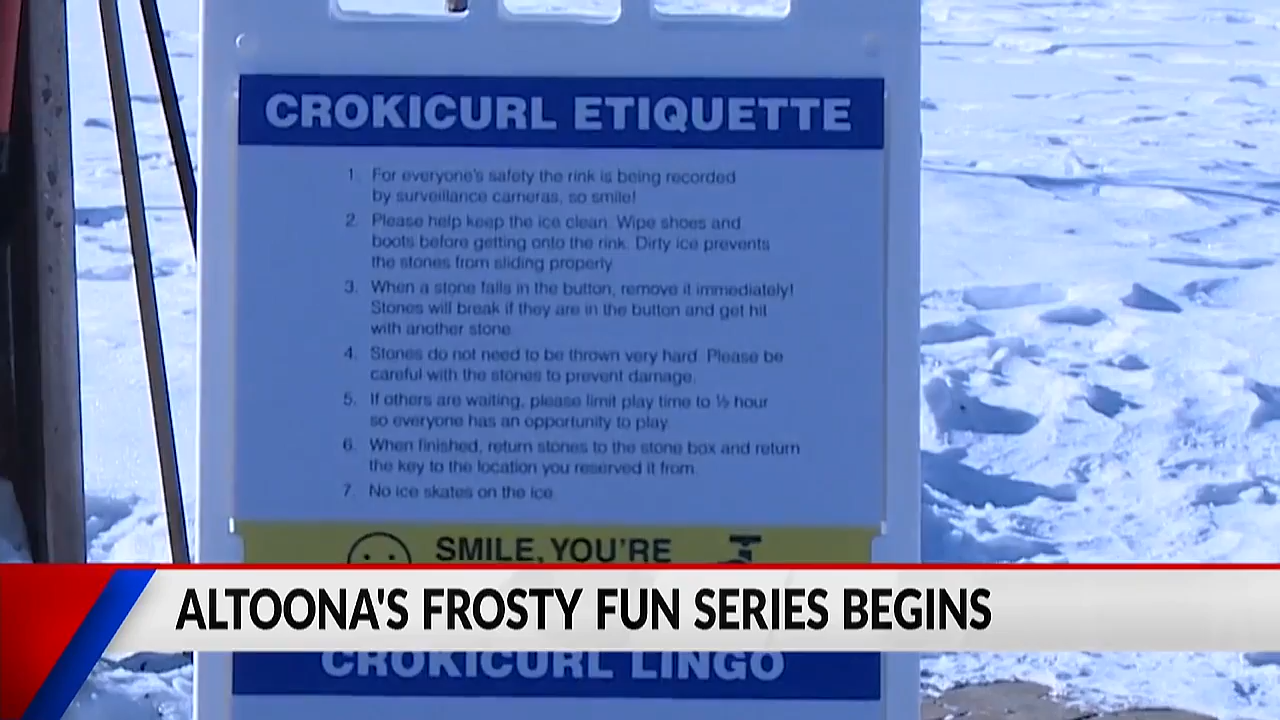 CROKICURL ETIQUETTE
1. For everyone's safety the rink is being recorded
by surveillance cameras, so smile!
2. Please help keep the ice clean. Wipe shoes and
boots before getting onto the rink. Dirty ice prevents
the stones from sliding properly.
3. When a stone falls in the button, remove it immediately!
Stones will break if they are in the button and get hit
with another stone.
4. Stones do not need to be thrown very hard. Please be
careful with the stones to prevent damage.
5. If others are waiting, please limit play time to ½ hour
so everyone has an opportunity to play.
6. When finished, return stones to the stone box and return
the key to the location you reserved it from.
7. No ice skates on the ice.
SMILE, YOU'RE
ALTOONA'S FROSTY FUN SERIES BEGINS
CROKICURL LINGO